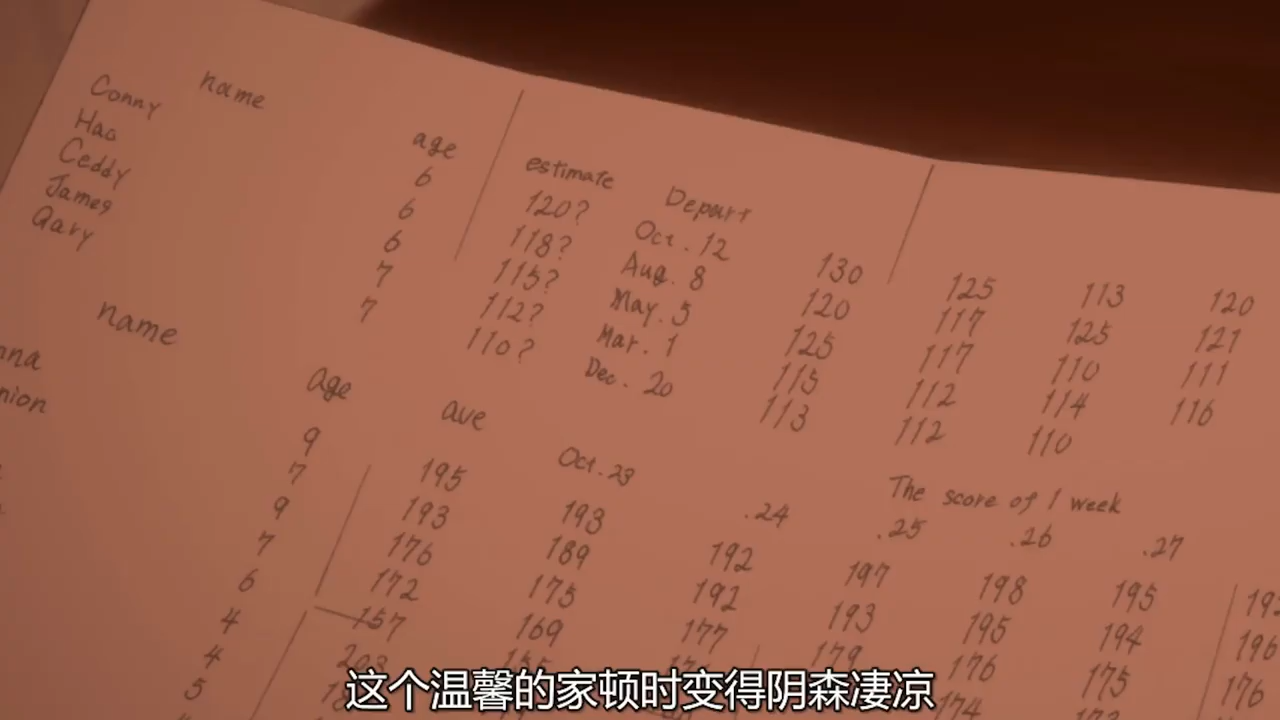 name age estimate Depart
Conny 6 120? Oct. 12 130 125 113 120
Hao 6 118? Aug. 8 120 117 125 121
Ceddy 6 115? May. 5 125 117 110 111
James 7 112? Mar. 1 115 112 114 116
Gary 7 110? Dec. 20 113 112 110
The score of 1 week
name age ave Oct. 23 .24 .25 .26 .27
9 195 193 192 197 198 195
7 193 189 192 193 195 194
9 176 175 177 179 176 175
7 172 169 174
6 157
4 203
4
5
这个温馨的家顿时变得阴森凄凉